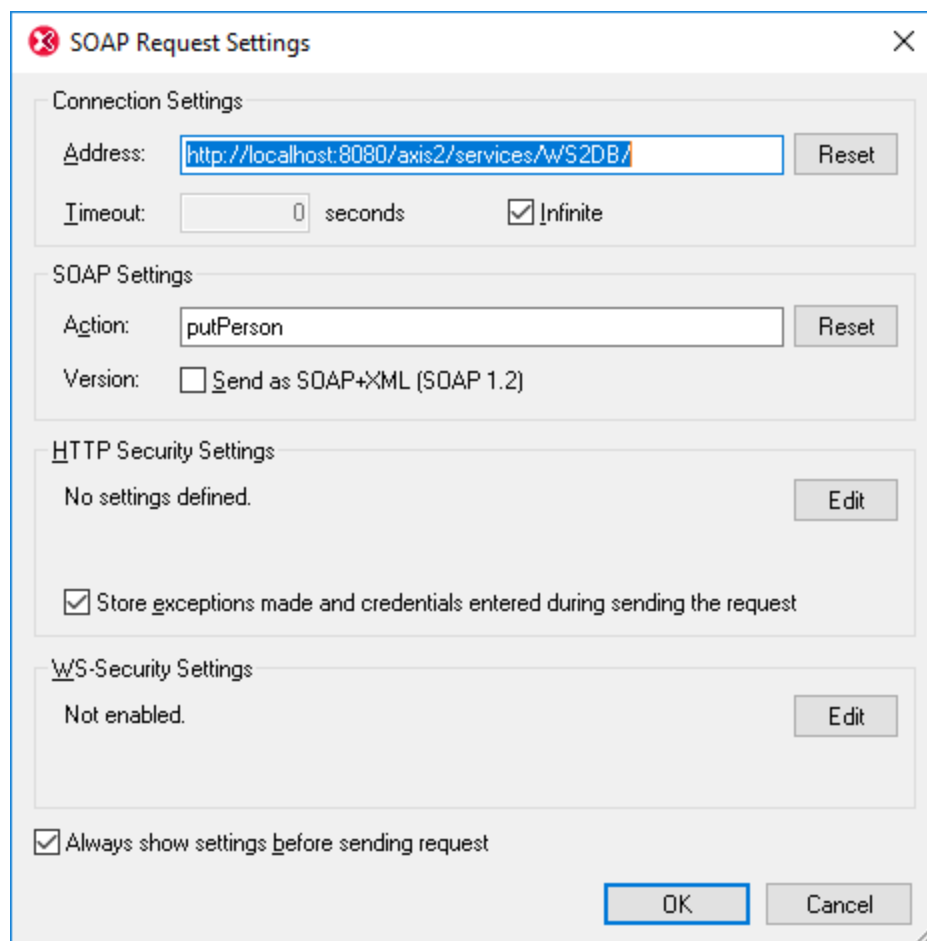 SOAP Request Settings
Connection Settings
Address: http://localhost:8080/axis2/services/WS2DB/ Reset
Timeout: 0 seconds Infinite
SOAP Settings
Action: putPerson Reset
Version: Send as SOAP+XML (SOAP 1.2)
HTTP Security Settings
No settings defined. Edit
Store exceptions made and credentials entered during sending the request
WS-Security Settings
Not enabled. Edit
Always show settings before sending request
OK Cancel